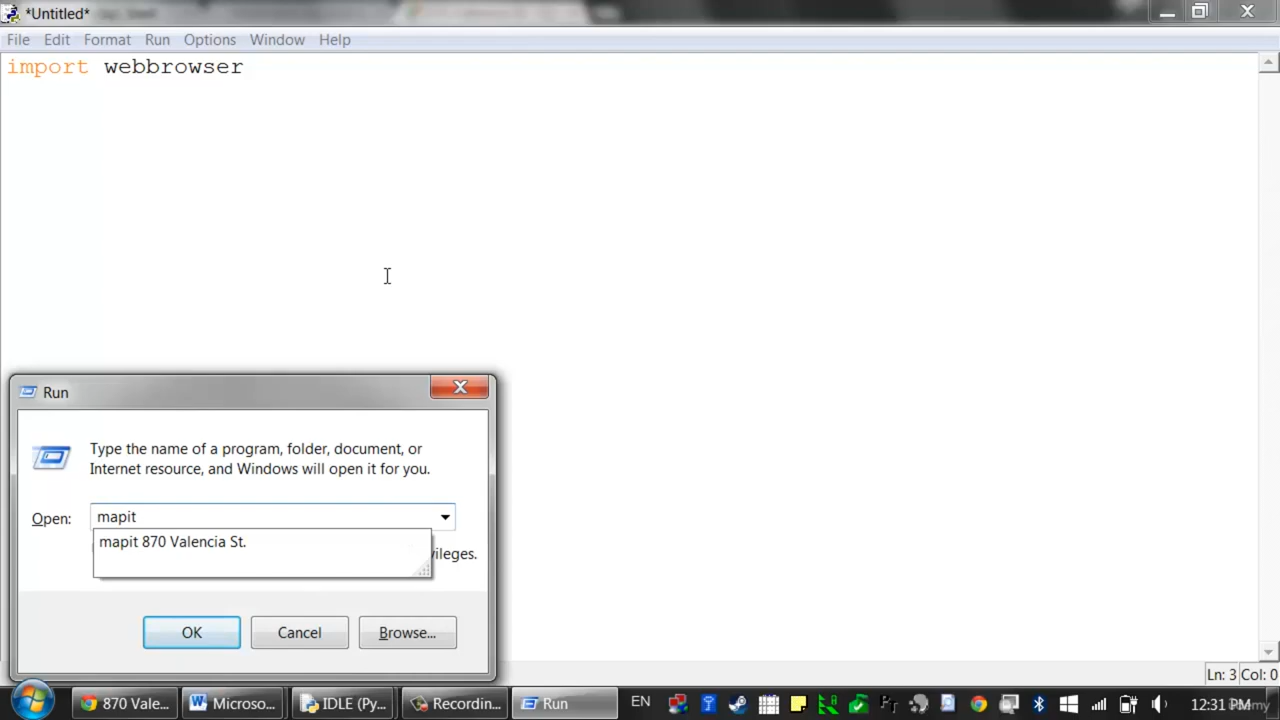 *Untitled*
File Edit Format Run Options Window Help
import webbrowser
Run
Type the name of a program, folder, document, or
Internet resource, and Windows will open it for you.
Open: mapit
mapit 870 Valencia St.
vileges.
OK Cancel Browse...
Ln: 3 Col: 0
870 Vale... Microso... IDLE (Py... Recordin... Run EN 12:31 PM